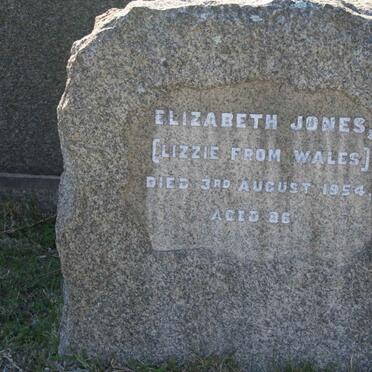 ELIZABETH JONES,
[LIZZIE FROM WALES]
DIED 3RD AUGUST 1954
AGED 86